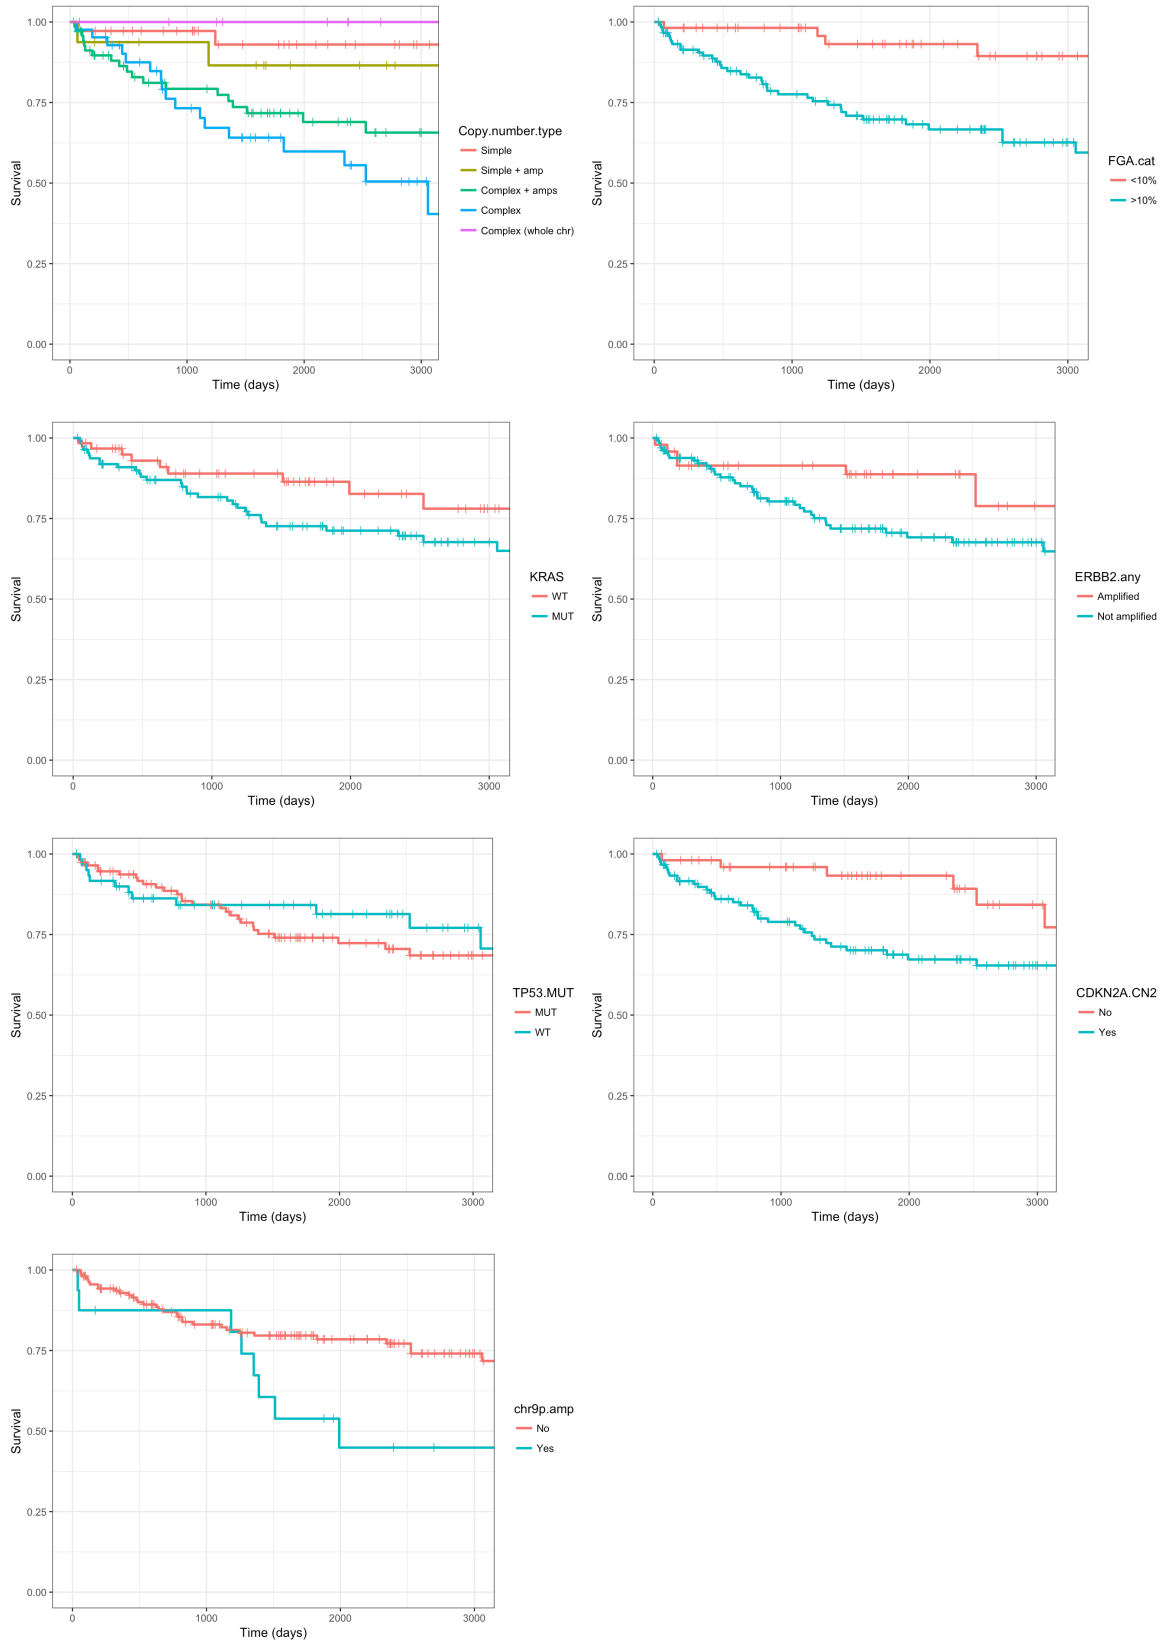 1.00
0.75
0.50
0.25
0.00
Survival
0
1000
2000
3000
Time (days)
Copy.number.type
Simple
Simple + amp
Complex + amps
Complex
Complex (whole chr)
1.00
0.75
0.50
0.25
0.00
Survival
0
1000
2000
3000
Time (days)
FGA.cat
<10%
>10%
1.00
0.75
0.50
0.25
0.00
Survival
0
1000
2000
3000
Time (days)
KRAS
WT
MUT
1.00
0.75
0.50
0.25
0.00
Survival
0
1000
2000
3000
Time (days)
ERBB2.any
Amplified
Not amplified
1.00
0.75
0.50
0.25
0.00
Survival
0
1000
2000
3000
Time (days)
TP53.MUT
MUT
WT
1.00
0.75
0.50
0.25
0.00
Survival
0
1000
2000
3000
Time (days)
CDKN2A.CN2
No
Yes
1.00
0.75
0.50
0.25
0.00
Survival
0
1000
2000
3000
Time (days)
chr9p.amp
No
Yes